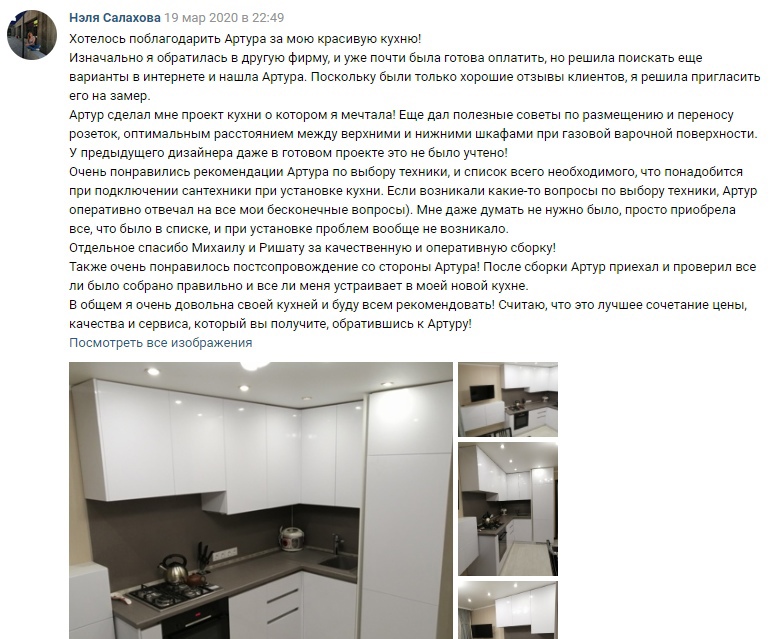 Нэля Салахова 19 мар 2020 в 22:49
Хотелось поблагодарить Артура за мою красивую кухню!
Изначально я обратилась в другую фирму, и уже почти была готова оплатить, но решила поискать еще
варианты в интернете и нашла Артура. Поскольку были только хорошие отзывы клиентов, я решила пригласить
его на замер.
Артур сделал мне проект кухни о котором я мечтала! Еще дал полезные советы по размещению и переносу
розеток, оптимальным расстоянием между верхними и нижними шкафами при газовой варочной поверхности.
У предыдущего дизайнера даже в готовом проекте это не было учтено!
Очень понравились рекомендации Артура по выбору техники, и список всего необходимого, что понадобится
при подключении сантехники при установке кухни. Если возникали какие-то вопросы по выбору техники, Артур
оперативно отвечал на все мои бесконечные вопросы). Мне даже думать не нужно было, просто приобрела
все, что было в списке, и при установке проблем вообще не возникало.
Отдельное спасибо Михаилу и Ришату за качественную и оперативную сборку!
Также очень понравилось постсопровождение со стороны Артура! После сборки Артур приехал и проверил все
ли было собрано правильно и все ли меня устраивает в моей новой кухне.
В общем я очень довольна своей кухней и буду всем рекомендовать! Считаю, что это лучшее сочетание цены,
качества и сервиса, который вы получите, обратившись к Артуру!
Посмотреть все изображения